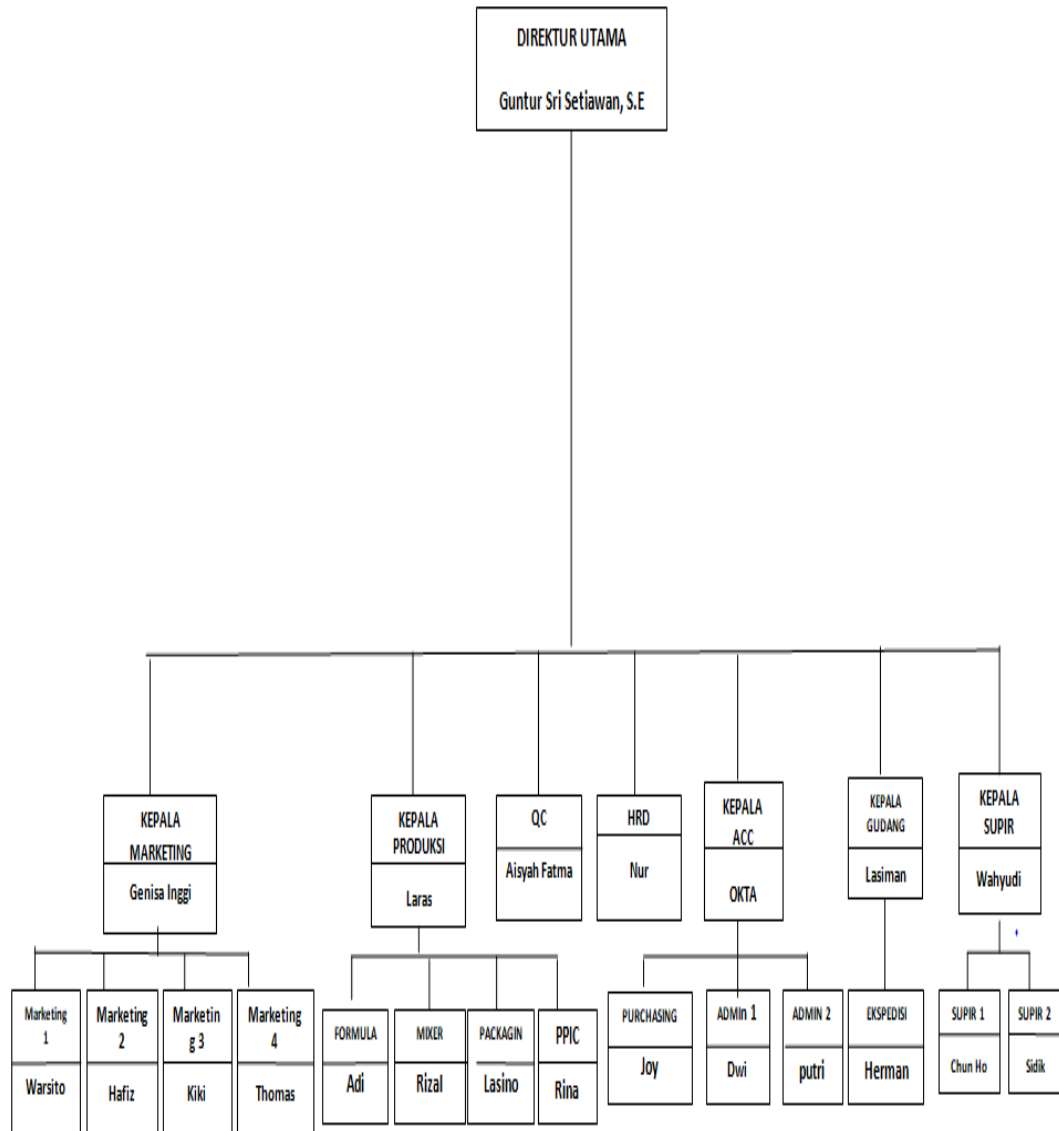 DIREKTUR UTAMA
Guntur Sri Setiawan, S.E
KEPALA
MARKETING
Genisa Inggi
KEPALA
PRODUKSI
Laras
QC
Aisyah Fatma
HRD
Nur
KEPALA
ACC
OKTA
KEPALA
GUDANG
Lasiman
KEPALA
SUPIR
Wahyudi
Marketing
1
Warsito
Marketing
2
Hafiz
Marketin
g 3
Kiki
Marketing
4
Thomas
FORMULA
Adi
MIXER
Rizal
PACKAGIN
Lasino
PPIC
Rina
PURCHASING
Joy
ADMIn 1
Dwi
ADMIN 2
putri
EKSPEDISI
Herman
SUPIR 1
Chun Ho
SUPIR 2
Sidik